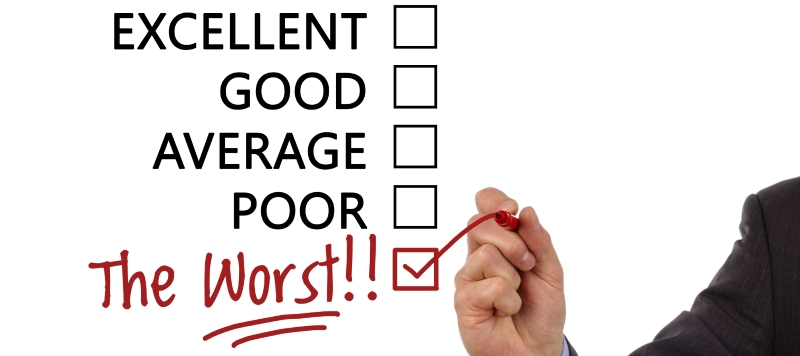 EXCELLENT
GOOD
AVERAGE
POOR
The Worst!!